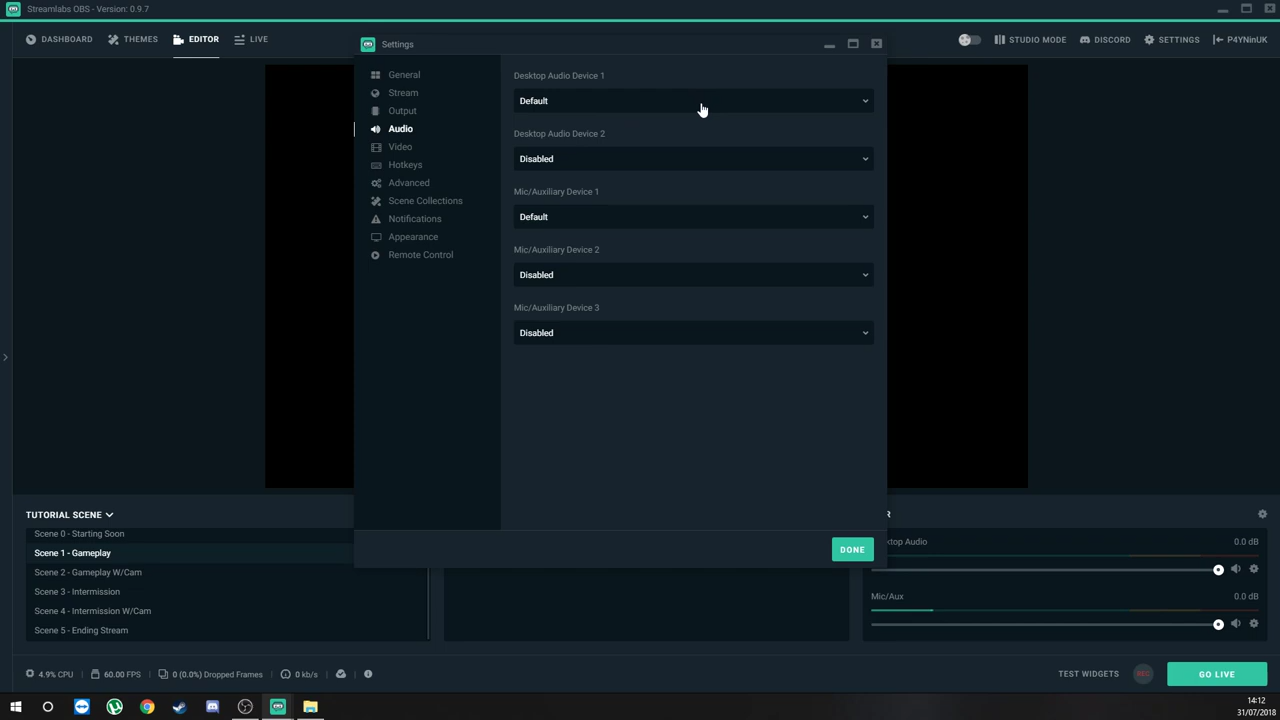 Streamlabs OBS - Version: 0.9.7
DASHBOARD
THEMES
EDITOR
LIVE
STUDIO MODE
DISCORD
SETTINGS
P4YNinUK
Settings
General
Stream
Output
Audio
Video
Hotkeys
Advanced
Scene Collections
Notifications
Appearance
Remote Control
Desktop Audio Device 1
Default
Desktop Audio Device 2
Disabled
Mic/Auxiliary Device 1
Default
Mic/Auxiliary Device 2
Disabled
Mic/Auxiliary Device 3
Disabled
DONE
TUTORIAL SCENE
Scene 0 - Starting Soon
Scene 1 - Gameplay
Scene 2 - Gameplay W/Cam
Scene 3 - Intermission
Scene 4 - Intermission W/Cam
Scene 5 - Ending Stream
R
ktop Audio 0.0 dB
Mic/Aux 0.0 dB
4.9% CPU
60.00 FPS
0 (0.0%) Dropped Frames
0 kb/s
TEST WIDGETS
REC
GO LIVE
14:12
31/07/2018